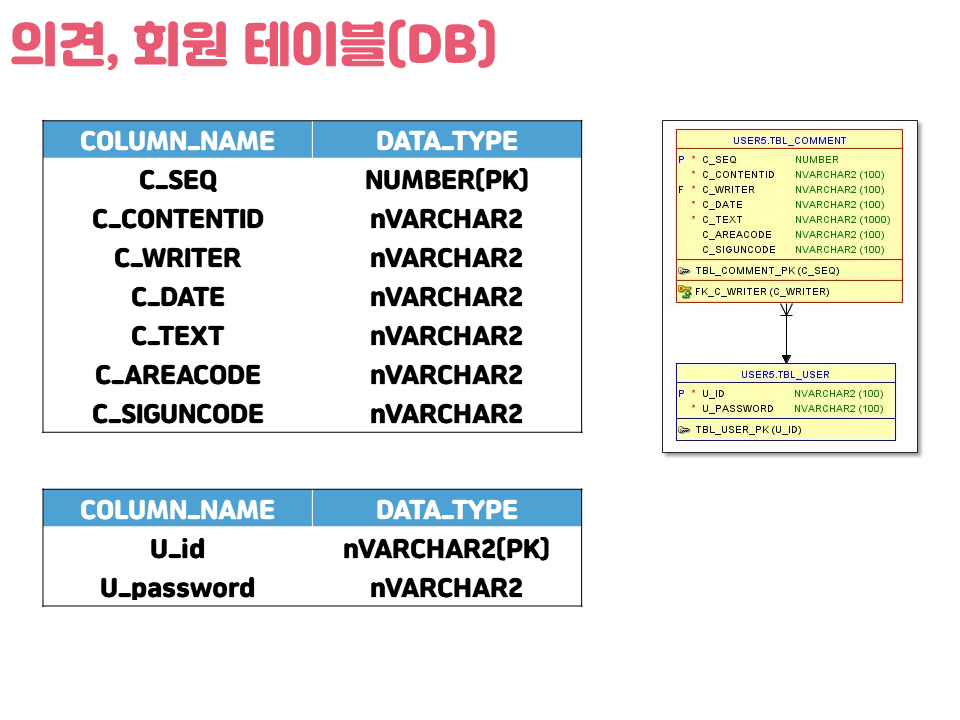 의견, 회원 테이블(DB)
COLUMN_NAME DATA_TYPE
C_SEQ NUMBER(PK)
C_CONTENTID nVARCHAR2
C_WRITER nVARCHAR2
C_DATE nVARCHAR2
C_TEXT nVARCHAR2
C_AREACODE nVARCHAR2
C_SIGUNCODE nVARCHAR2
COLUMN_NAME DATA_TYPE
U_id nVARCHAR2(PK)
U_password nVARCHAR2
USER5.TBL_COMMENT
P * C_SEQ NUMBER
* C_CONTENTID NVARCHAR2 (100)
F * C_WRITER NVARCHAR2 (100)
* C_DATE NVARCHAR2 (100)
* C_TEXT NVARCHAR2 (1000)
C_AREACODE NVARCHAR2 (100)
C_SIGUNCODE NVARCHAR2 (100)
TBL_COMMENT_PK (C_SEQ)
FK_C_WRITER (C_WRITER)
USER5.TBL_USER
P * U_ID NVARCHAR2 (100)
* U_PASSWORD NVARCHAR2 (100)
TBL_USER_PK (U_ID)